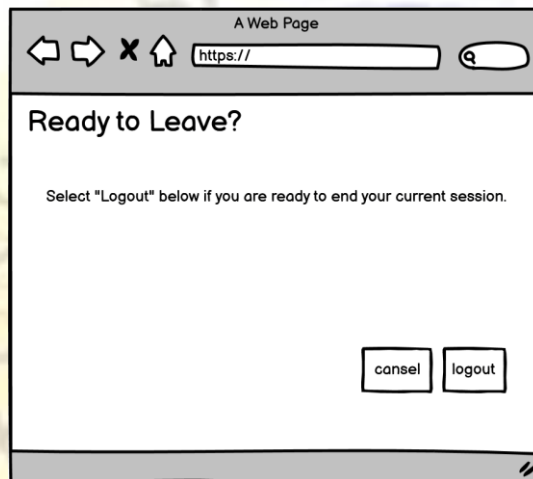 A Web Page
https://
Ready to Leave?
Select "Logout" below if you are ready to end your current session.
cansel logout